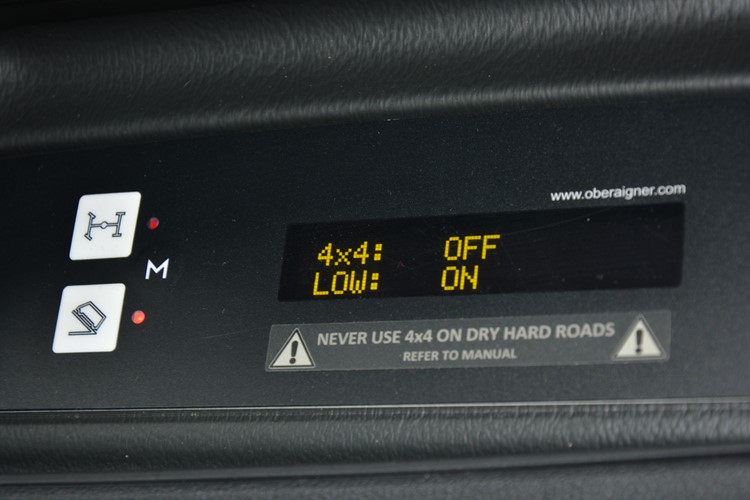 www.oberaigner.com
4x4: OFF
LOW: ON
M
NEVER USE 4x4 ON DRY HARD ROADS
REFER TO MANUAL